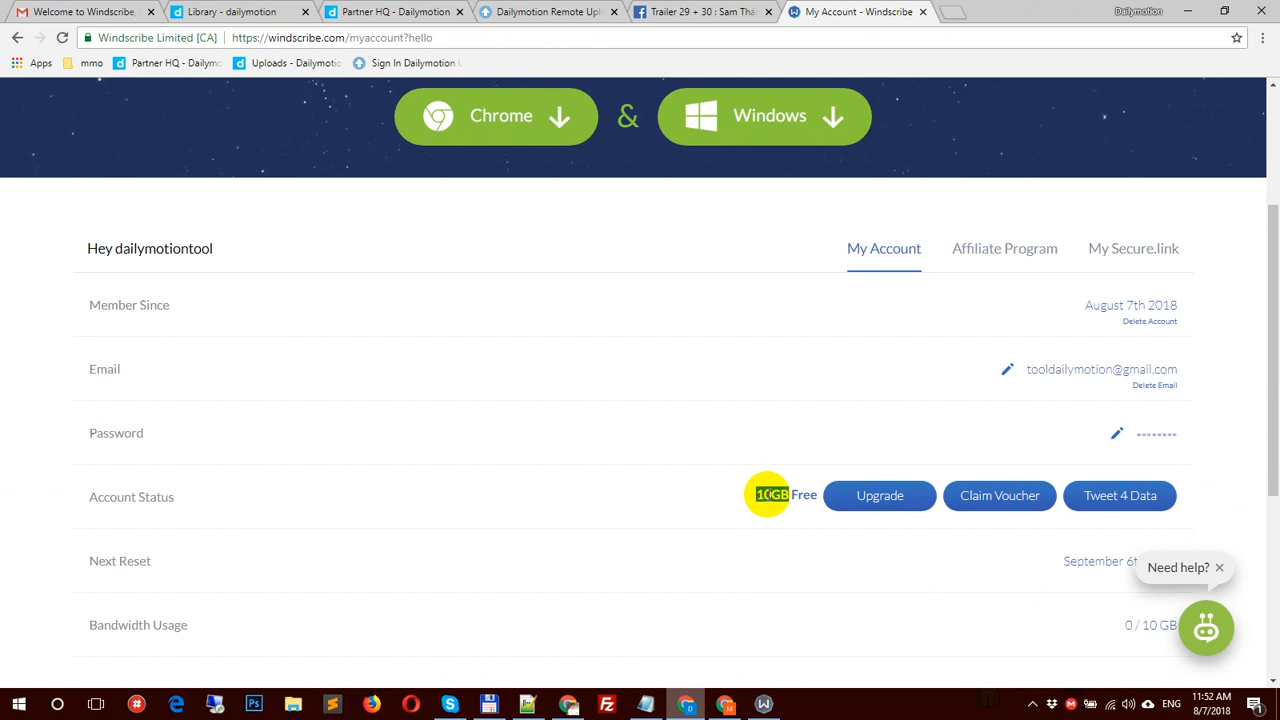 Welcome to Windscribe,
Library - dailymotion
Partner HQ - Dailymotion
Dailymotion Remote Upl
Trailer 29 + 30 : Sam Tha
My Account - Windscribe
Dailymotion
Windscribe Limited [CA]
https://windscribe.com/myaccount?hello
Apps
mmo
Partner HQ - Dailymo
Uploads - Dailymotio
Sign In Dailymotion U
Chrome
&
Windows
Hey dailymotiontool
My Account
Affiliate Program
My Secure.link
Member Since
August 7th 2018
Delete Account
Email
tooldailymotion@gmail.com
Delete Email
Password
********
Account Status
10GB Free
Upgrade
Claim Voucher
Tweet 4 Data
Next Reset
September 6t
Need help?
Bandwidth Usage
0 / 10 GB
ENG
11:52 AM
8/7/2018